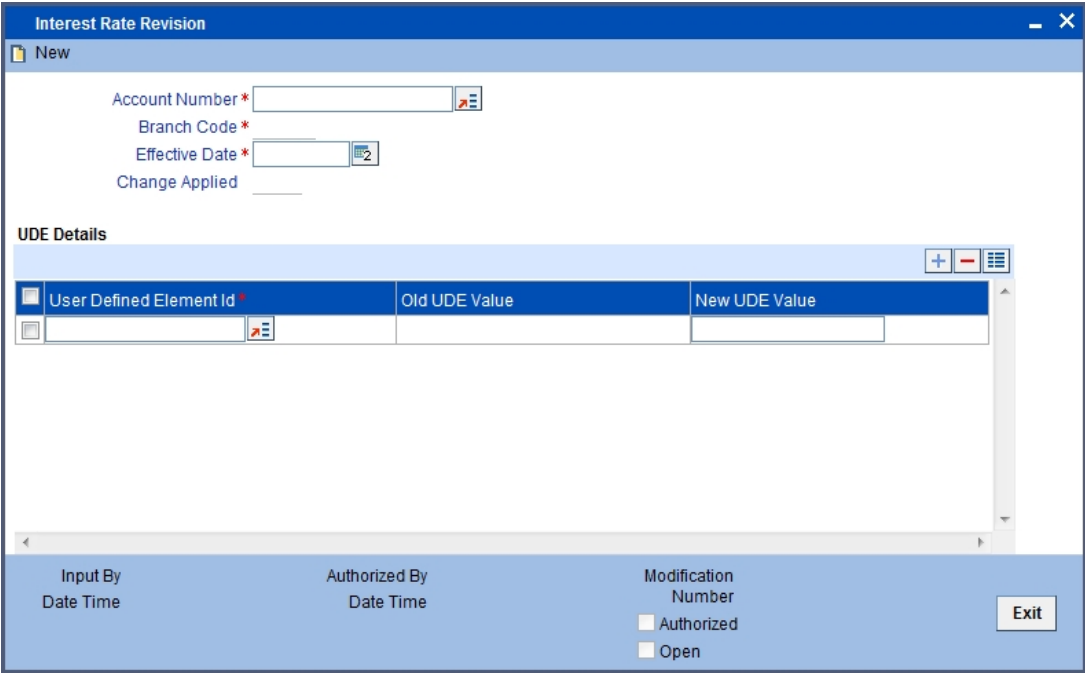 Interest Rate Revision
New
Account Number *
Branch Code *
Effective Date * 2
Change Applied
UDE Details
User Defined Element Id * Old UDE Value New UDE Value
Input By Authorized By Modification
Number
Date Time Date Time
Authorized
Open
Exit